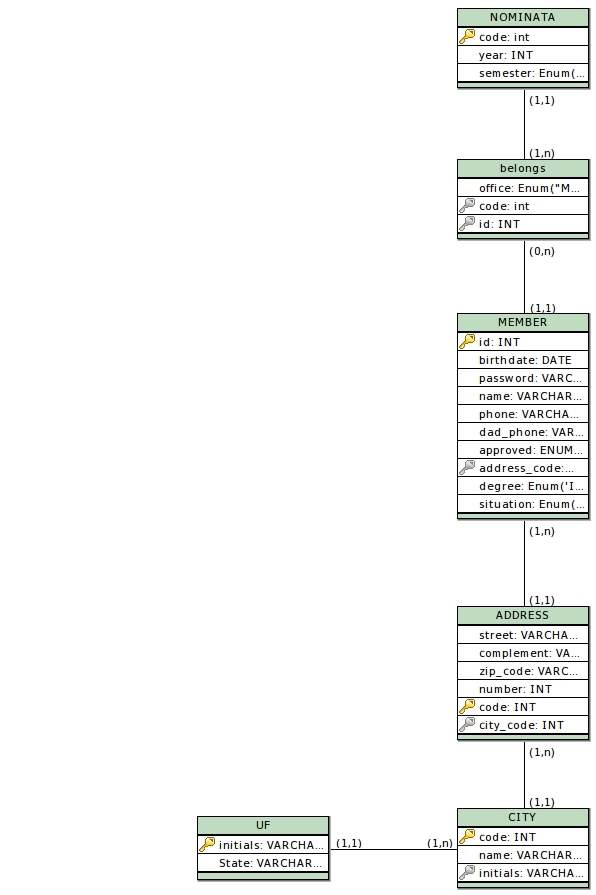 NOMINATA
code: int
year: INT
semester: Enum(...
(1,1)
(1,n)
belongs
office: Enum("M...
code: int
id: INT
(0,n)
(1,1)
MEMBER
id: INT
birthdate: DATE
password: VARC...
name: VARCHAR...
phone: VARCHA...
dad_phone: VAR...
approved: ENUM...
address_code:...
degree: Enum('I...
situation: Enum(...
(1,n)
(1,1)
ADDRESS
street: VARCHA...
complement: VA...
zip_code: VARC...
number: INT
code: INT
city_code: INT
(1,n)
(1,1)
UF
initials: VARCHA...
State: VARCHAR...
(1,1)
(1,n)
CITY
code: INT
name: VARCHAR...
initials: VARCHA...